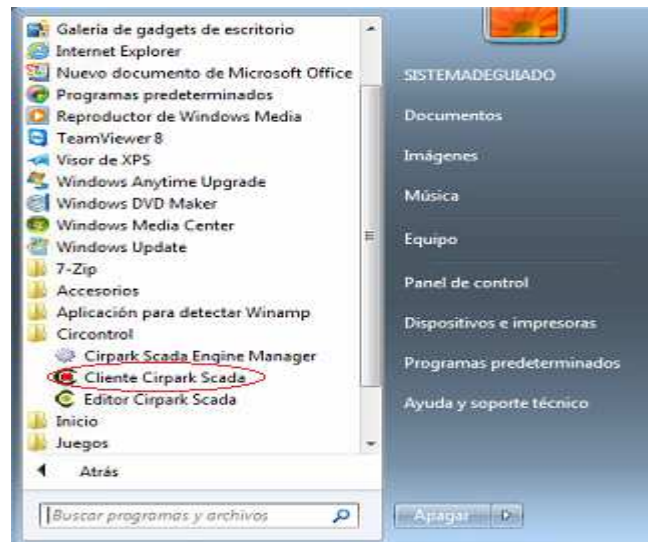 Galería de gadgets de escritorio
Internet Explorer
Nuevo documento de Microsoft Office
Programas predeterminados
Reproductor de Windows Media
TeamViewer 8
Visor de XPS
Windows Anytime Upgrade
Windows DVD Maker
Windows Media Center
Windows Update
7-Zip
Accesorios
Aplicación para detectar Winamp
Circontrol
Cirpark Scada Engine Manager
Cliente Cirpark Scada
Editor Cirpark Scada
Inicio
Juegos
Atrás
Buscar programas y archivos
SISTEMADEGUIADO
Documentos
Imágenes
Música
Equipo
Panel de control
Dispositivos e impresoras
Programas predeterminados
Ayuda y soporte técnico
Apagar